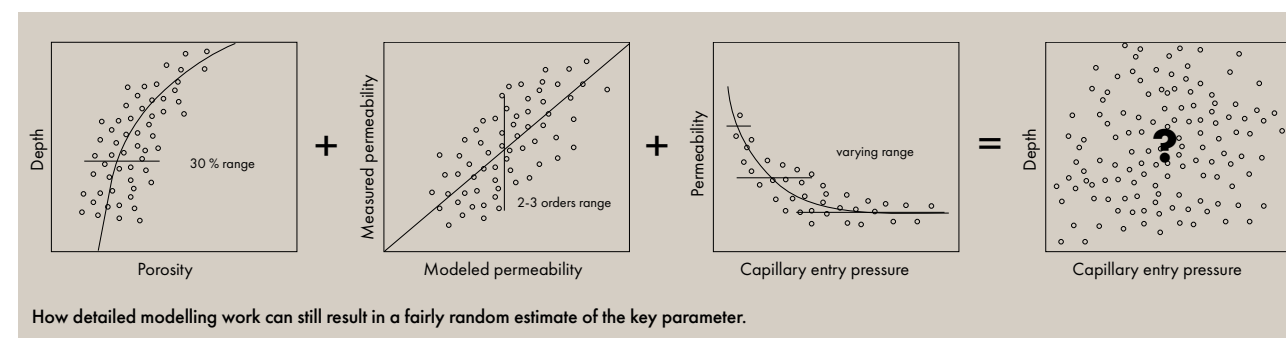 Depth
30 % range
Porosity
+
Measured permeability
2-3 orders range
Modeled permeability
+
Permeability
varying range
Capillary entry pressure
=
Depth
?
Capillary entry pressure
How detailed modelling work can still result in a fairly random estimate of the key parameter.